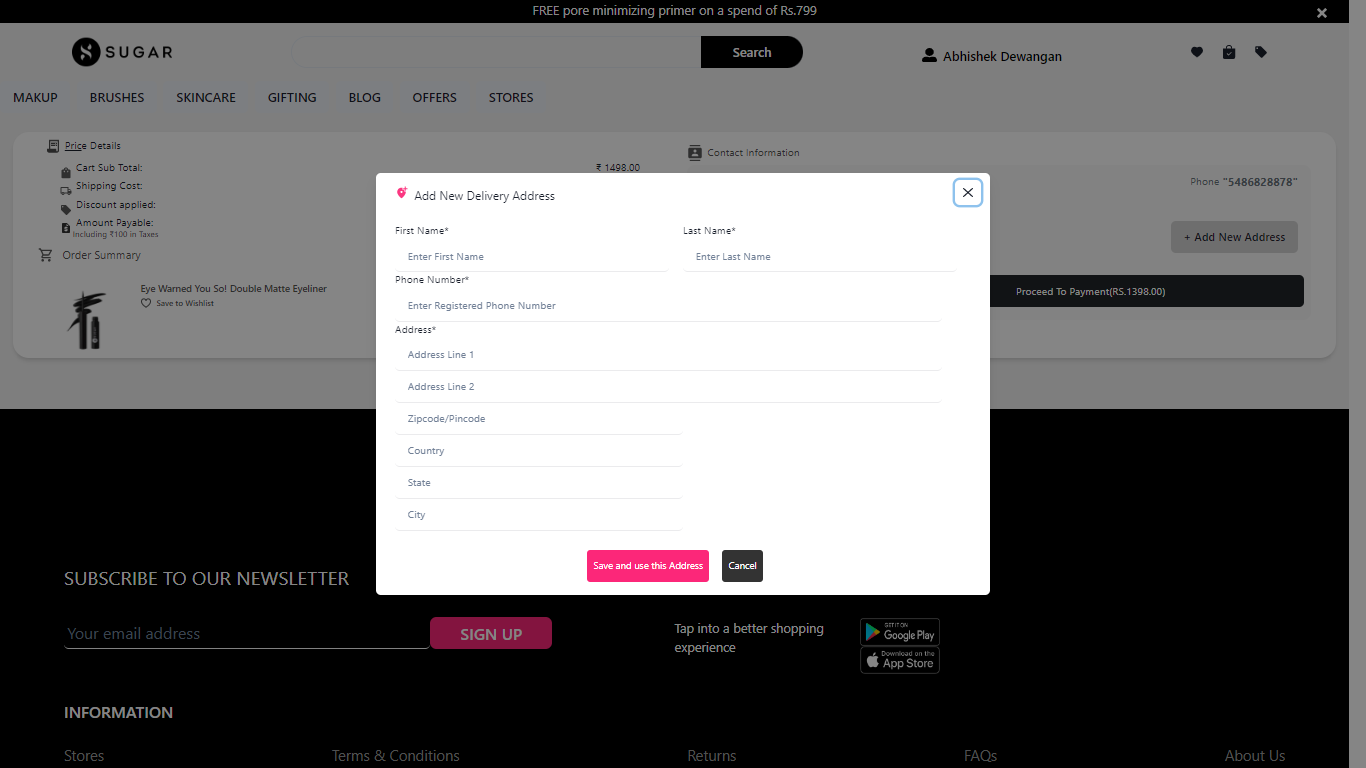 FREE pore minimizing primer on a spend of Rs.799
SUGAR
Search
Abhishek Dewangan
MAKUP BRUSHES SKINCARE GIFTING BLOG OFFERS STORES
Price Details
Cart Sub Total: ₹ 1498.00
Shipping Cost:
Discount applied:
Amount Payable:
Including ₹100 in Taxes
Order Summary
Eye Warned You So! Double Matte Eyeliner
Save to Wishlist
Contact Information
Phone "5486828878"
+ Add New Address
Proceed To Payment(RS.1398.00)
Add New Delivery Address
First Name* Last Name*
Enter First Name Enter Last Name
Phone Number*
Enter Registered Phone Number
Address*
Address Line 1
Address Line 2
Zipcode/Pincode
Country
State
City
Save and use this Address Cancel
SUBSCRIBE TO OUR NEWSLETTER
Your email address SIGN UP
Tap into a better shopping
experience
GET IT ON
Google Play
Download on the
App Store
INFORMATION
Stores Terms & Conditions Returns FAQs About Us